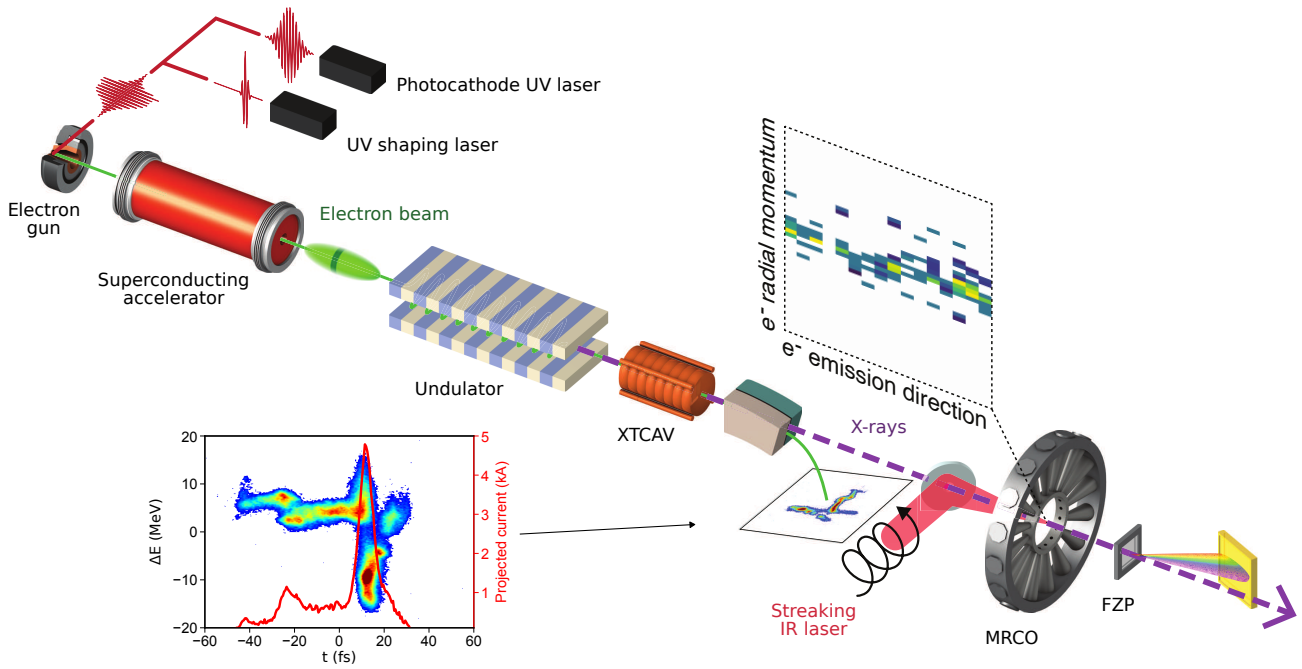 Photocathode UV laser
UV shaping laser
Electron
gun
Superconducting
accelerator
Electron beam
Undulator
XTCAV
X-rays
e⁻ radial momentum
e⁻ emission direction
Streaking
IR laser
MRCO
FZP
20
10
0
−10
−20
ΔE (MeV)
−60
−40
−20
0
20
40
60
t (fs)
5
4
3
2
1
Projected current (kA)